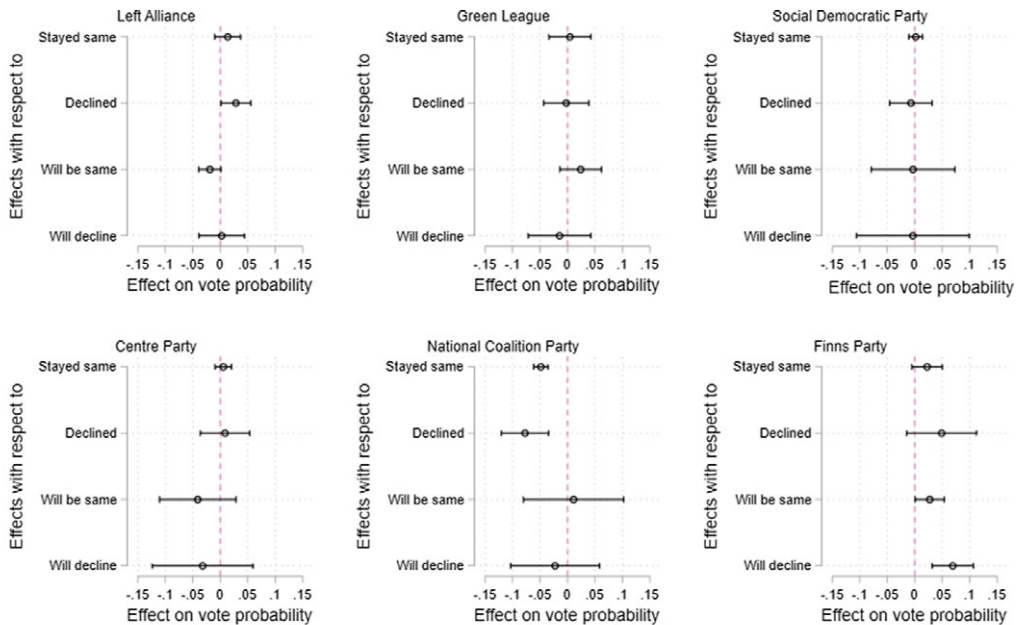 Left Alliance
Effects with respect to
Stayed same
Declined
Will be same
Will decline
-.15 -.1 -.05 0 .05 .1 .15
Effect on vote probability
Green League
Effects with respect to
Stayed same
Declined
Will be same
Will decline
-.15 -.1 -.05 0 .05 .1 .15
Effect on vote probability
Social Democratic Party
Effects with respect to
Stayed same
Declined
Will be same
Will decline
-.15 -.1 -.05 0 .05 .1 .15
Effect on vote probability
Centre Party
Effects with respect to
Stayed same
Declined
Will be same
Will decline
-.15 -.1 -.05 0 .05 .1 .15
Effect on vote probability
National Coalition Party
Effects with respect to
Stayed same
Declined
Will be same
Will decline
-.15 -.1 -.05 0 .05 .1 .15
Effect on vote probability
Finns Party
Effects with respect to
Stayed same
Declined
Will be same
Will decline
-.15 -.1 -.05 0 .05 .1 .15
Effect on vote probability